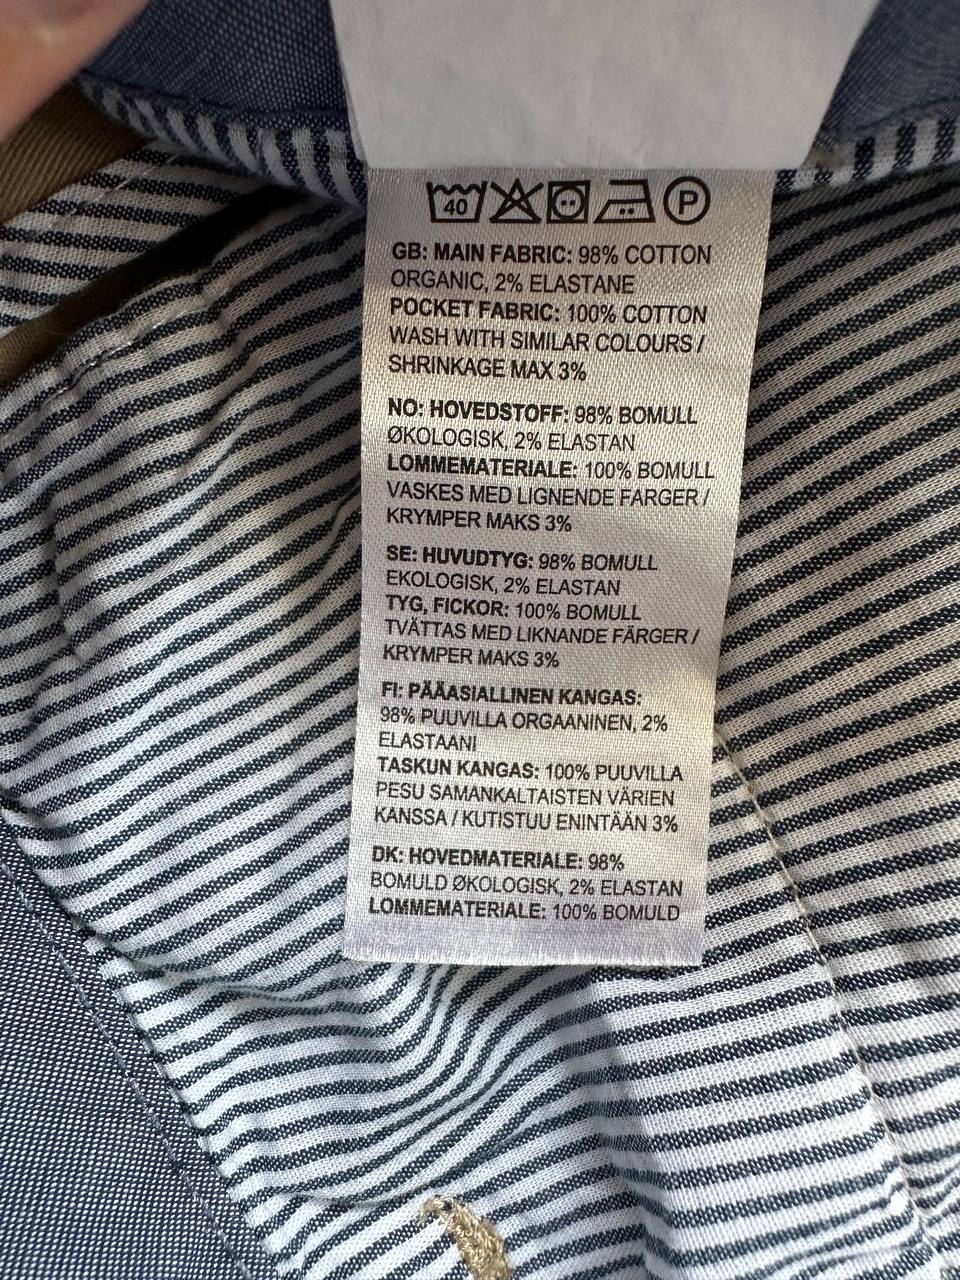 40 P
GB: MAIN FABRIC: 98% COTTON
ORGANIC, 2% ELASTANE
POCKET FABRIC: 100% COTTON
WASH WITH SIMILAR COLOURS /
SHRINKAGE MAX 3%
NO: HOVEDSTOFF: 98% BOMULL
ØKOLOGISK, 2% ELASTAN
LOMMEMATERIALE: 100% BOMULL
VASKES MED LIGNENDE FARGER /
KRYMPER MAKS 3%
SE: HUVUDTYG: 98% BOMULL
EKOLOGISK, 2% ELASTAN
TYG, FICKOR: 100% BOMULL
TVÄTTAS MED LIKNANDE FÄRGER /
KRYMPER MAKS 3%
FI: PÄÄASIALLINEN KANGAS:
98% PUUVILLA ORGAANINEN, 2%
ELASTAANI
TASKUN KANGAS: 100% PUUVILLA
PESU SAMANKALTAISTEN VÄRIEN
KANSSA / KUTISTUU ENINTÄÄN 3%
DK: HOVEDMATERIALE: 98%
BOMULD ØKOLOGISK, 2% ELASTAN
LOMMEMATERIALE: 100% BOMULD